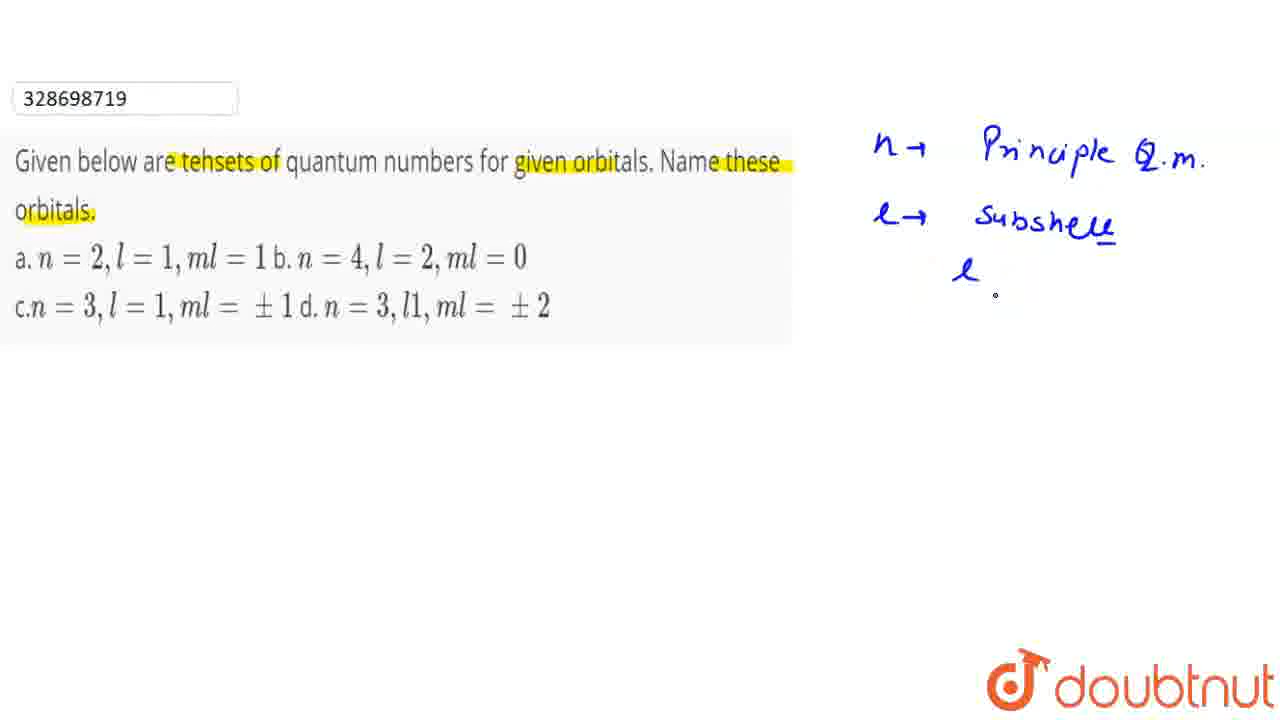 328698719
Given below are tehsets of quantum numbers for given orbitals. Name these
orbitals.
a. n = 2, l = 1, ml = 1 b. n = 4, l = 2, ml = 0
c.n = 3, l = 1, ml = ± 1 d. n = 3, l1, ml = ± 2
n → Principle Q.m.
l → Subshell
l
doubtnut